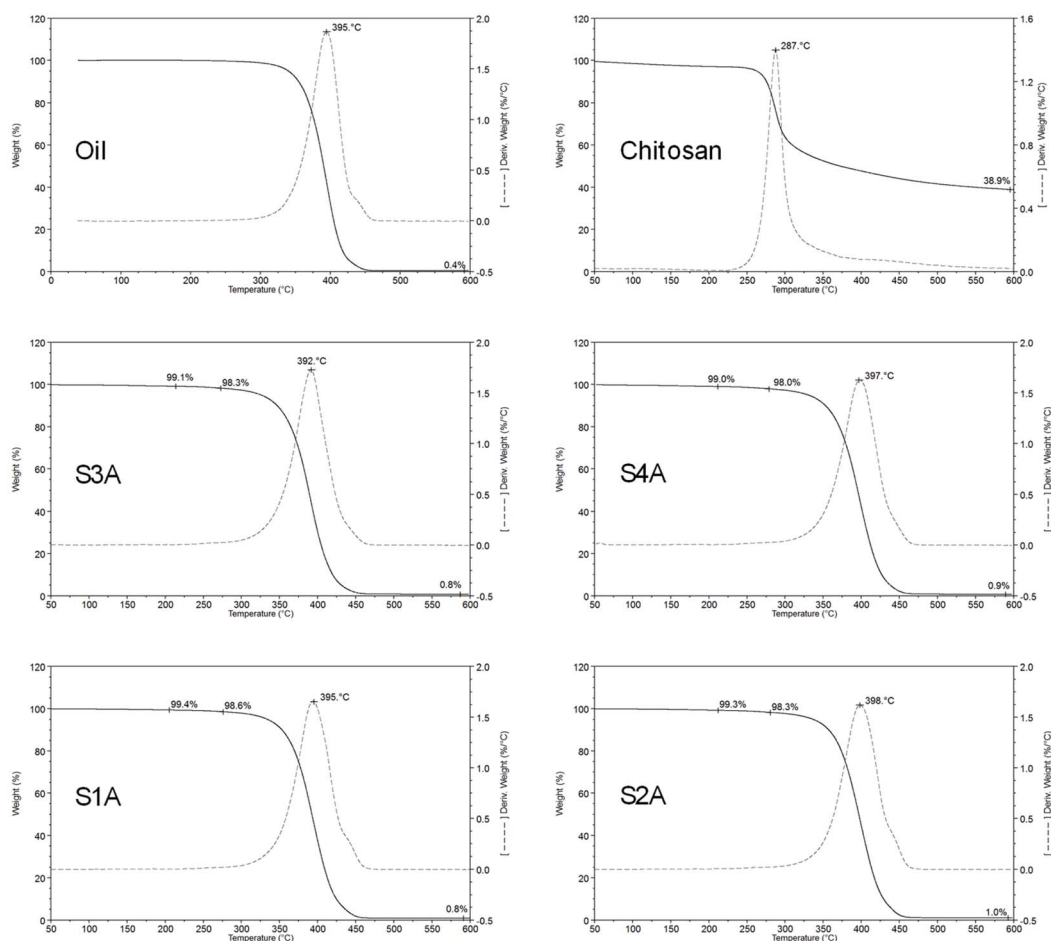 Oil
395.°C
0.4%
Weight (%)
[ ---- ] Deriv. Weight (%/°C)
Temperature (°C)
120
100
80
60
40
20
0
2.0
1.5
1.0
0.5
0.0
-0.5
0 50 100 150 200 250 300 350 400 450 500 550 600
Chitosan
287.°C
38.9%
Weight (%)
[ ---- ] Deriv. Weight (%/°C)
Temperature (°C)
120
100
80
60
40
20
0
1.6
1.2
0.8
0.4
0.0
50 100 150 200 250 300 350 400 450 500 550 600
S3A
99.1%
98.3%
392.°C
0.8%
Weight (%)
[ ---- ] Deriv. Weight (%/°C)
Temperature (°C)
120
100
80
60
40
20
0
2.0
1.5
1.0
0.5
0.0
-0.5
50 100 150 200 250 300 350 400 450 500 550 600
S4A
99.0%
98.0%
397.°C
0.9%
Weight (%)
[ ---- ] Deriv. Weight (%/°C)
Temperature (°C)
120
100
80
60
40
20
0
2.0
1.5
1.0
0.5
0.0
-0.5
50 100 150 200 250 300 350 400 450 500 550 600
S1A
99.4%
98.6%
395.°C
0.8%
Weight (%)
[ ---- ] Deriv. Weight (%/°C)
Temperature (°C)
120
100
80
60
40
20
0
2.0
1.5
1.0
0.5
0.0
-0.5
50 100 150 200 250 300 350 400 450 500 550 600
S2A
99.3%
98.3%
398.°C
1.0%
Weight (%)
[ ---- ] Deriv. Weight (%/°C)
Temperature (°C)
120
100
80
60
40
20
0
2.0
1.5
1.0
0.5
0.0
-0.5
50 100 150 200 250 300 350 400 450 500 550 600